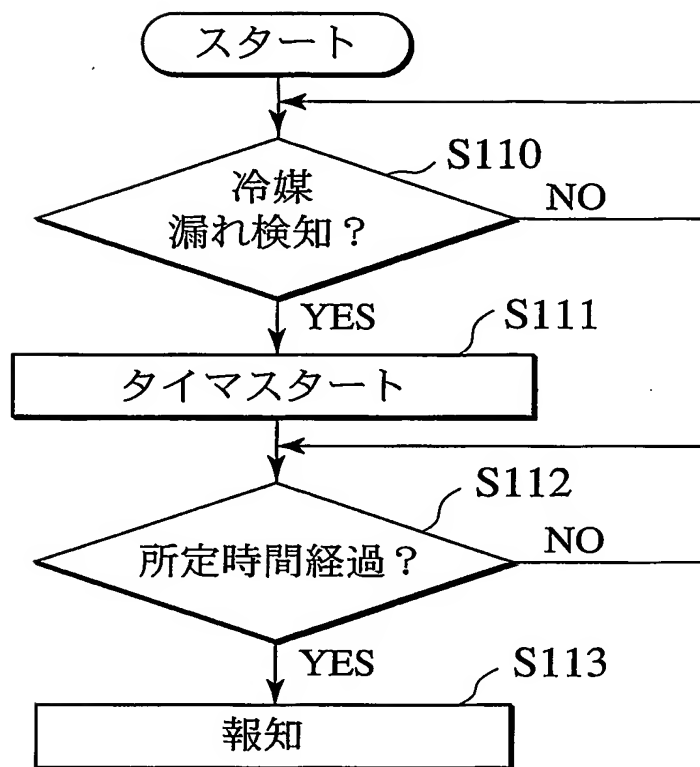 スタート
S110
冷媒
漏れ検知?
NO
YES
S111
タイマスタート
S112
所定時間経過?
NO
YES
S113
報知